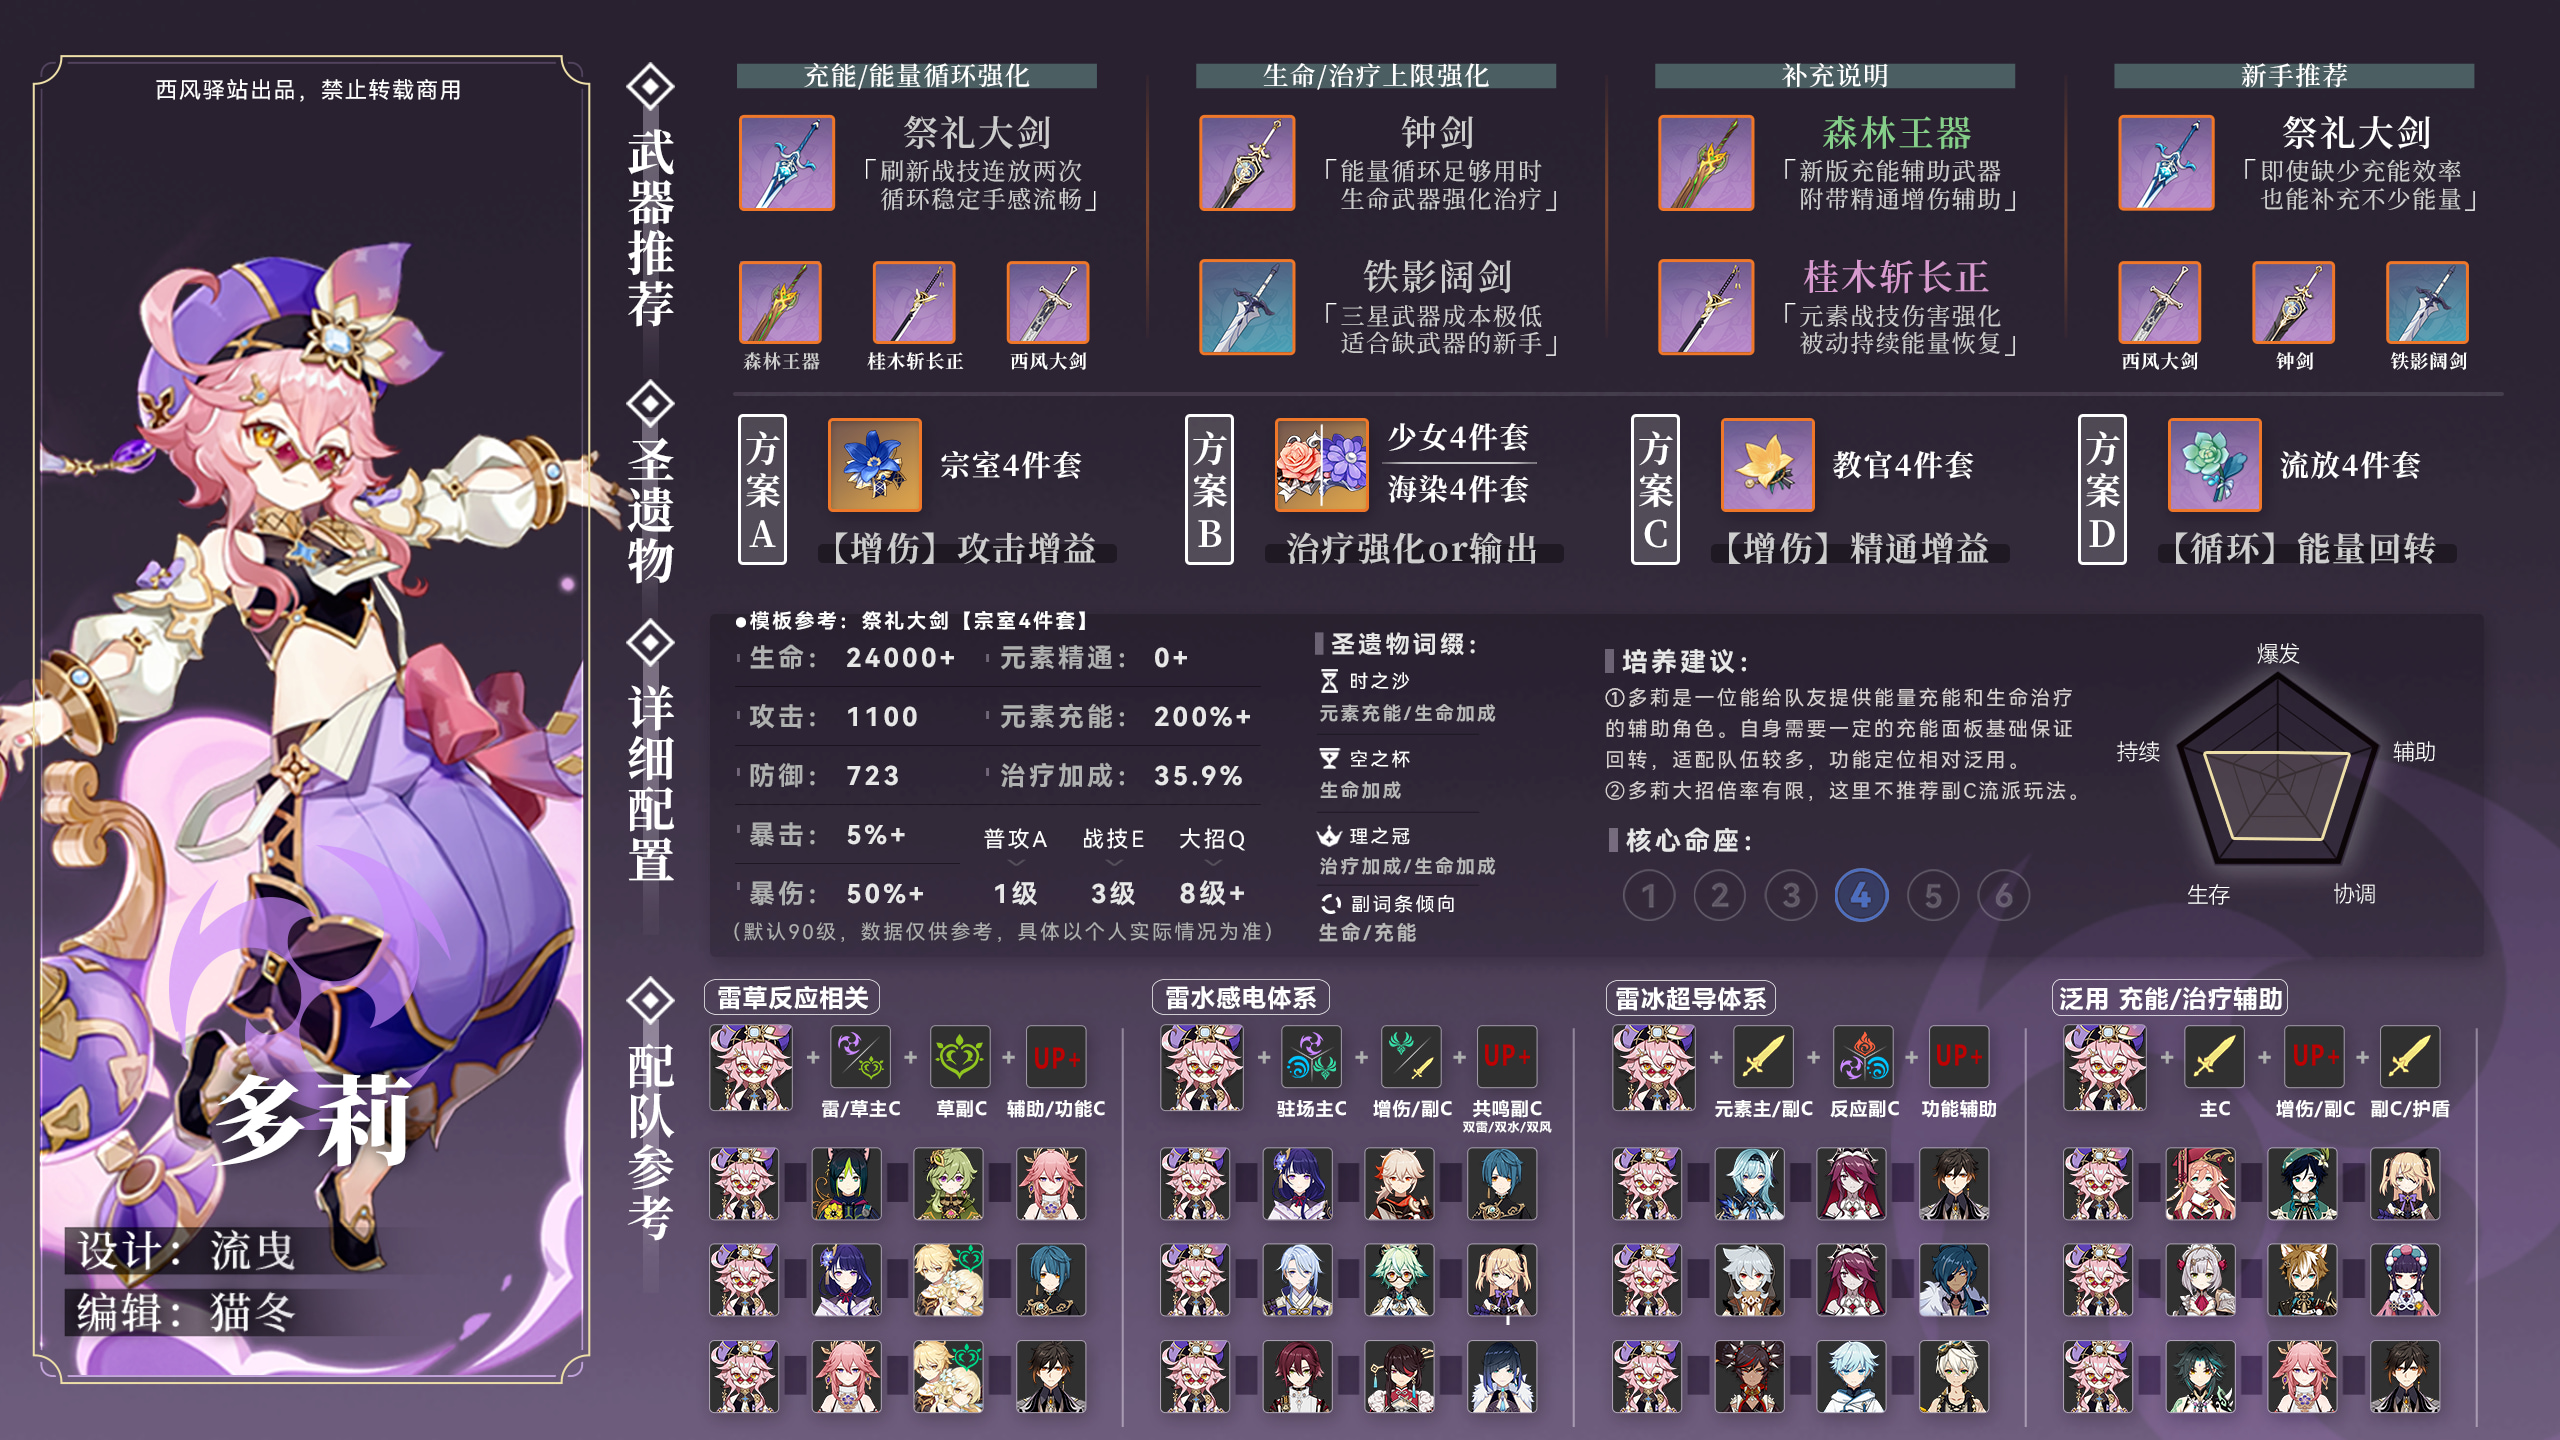 西风驿站出品，禁止转载商用
多莉
设计：流曳
编辑：猫冬
武器推荐
充能/能量循环强化
祭礼大剑
「刷新战技连放两次
循环稳定手感流畅」
森林王器
桂木斩长正
西风大剑
生命/治疗上限强化
钟剑
「能量循环足够用时
生命武器强化治疗」
铁影阔剑
「三星武器成本极低
适合缺武器的新手」
补充说明
森林王器
「新版充能辅助武器
附带精通增伤辅助」
桂木斩长正
「元素战技伤害强化
被动持续能量恢复」
新手推荐
祭礼大剑
「即使缺少充能效率
也能补充不少能量」
西风大剑
钟剑
铁影阔剑
圣遗物
方案A
宗室4件套
【增伤】攻击增益
方案B
少女4件套
海染4件套
治疗强化or输出
方案C
教官4件套
【增伤】精通增益
方案D
流放4件套
【循环】能量回转
详细配置
●模板参考：祭礼大剑【宗室4件套】
生命：24000+
元素精通：0+
攻击：1100
元素充能：200%+
防御：723
治疗加成：35.9%
暴击：5%+
普攻A 战技E 大招Q
暴伤：50%+
1级 3级 8级+
(默认90级，数据仅供参考，具体以个人实际情况为准)
圣遗物词缀：
时之沙
元素充能/生命加成
空之杯
生命加成
理之冠
治疗加成/生命加成
副词条倾向
生命/充能
培养建议：
①多莉是一位能给队友提供能量充能和生命治疗
的辅助角色。自身需要一定的充能面板基础保证
回转，适配队伍较多，功能定位相对泛用。
②多莉大招倍率有限，这里不推荐副C流派玩法。
核心命座：
1 2 3 4 5 6
爆发
持续
辅助
生存
协调
配队参考
雷草反应相关
+ + + UP+
雷/草主C 草副C 辅助/功能C
雷水感电体系
+ + + UP+
驻场主C 增伤/副C 共鸣副C
双雷/双水/双风
雷冰超导体系
+ + + UP+
元素主/副C 反应副C 功能辅助
泛用 充能/治疗辅助
+ + UP+ +
主C 增伤/副C 副C/护盾